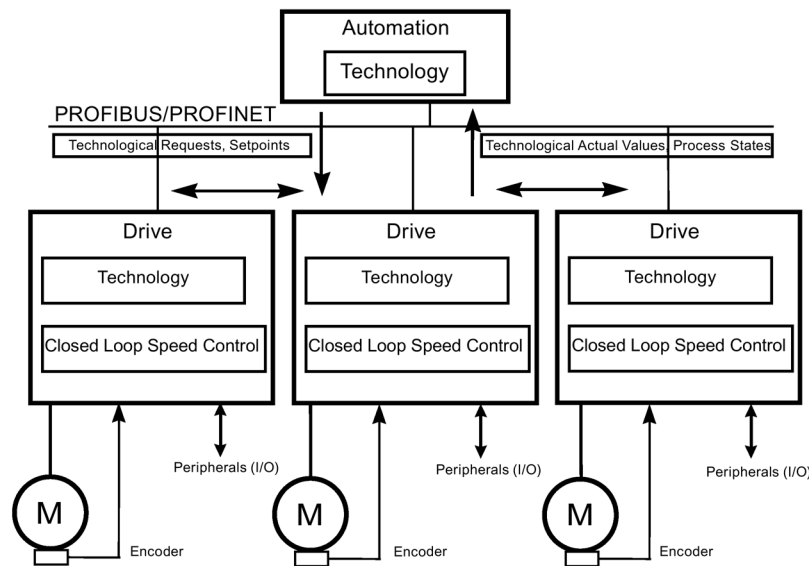 Automation
Technology
PROFIBUS/PROFINET
Technological Requests, Setpoints
Technological Actual Values, Process States
Drive
Technology
Closed Loop Speed Control
Drive
Technology
Closed Loop Speed Control
Drive
Technology
Closed Loop Speed Control
Peripherals (I/O)
Peripherals (I/O)
Peripherals (I/O)
M
M
M
Encoder
Encoder
Encoder